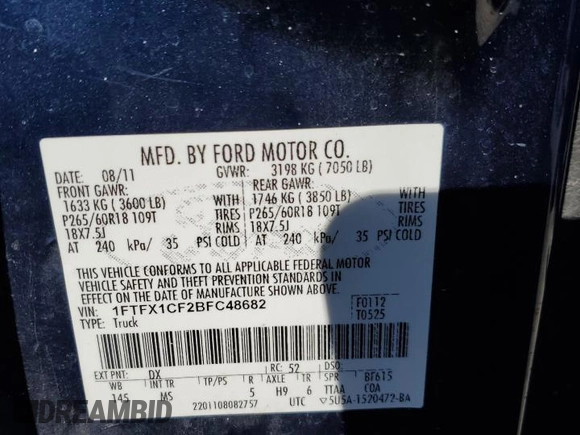 MFD. BY FORD MOTOR CO.
DATE: 08/11 GVWR: 3198 KG ( 7050 LB)
FRONT GAWR: REAR GAWR:
1633 KG ( 3600 LB) WITH 1746 KG ( 3850 LB) WITH
P265/60R18 109T TIRES P265/60R18 109T TIRES
18X7.5J RIMS 18X7.5J RIMS
AT 240 kPa/ 35 PSI COLD AT 240 kPa/ 35 PSI COLD
THIS VEHICLE CONFORMS TO ALL APPLICABLE FEDERAL MOTOR
VEHICLE SAFETY AND THEFT PREVENTION STANDARDS IN
EFFECT ON THE DATE OF MANUFACTURE SHOWN ABOVE.
VIN: 1FTFX1CF2BFC48682 F0112
TYPE: Truck T0525
EXT PNT: DX RC: 52 DSO:
WB INT TR TP/PS R AXLE TR SPR BF615
145 MS 5 H9 6 TTAA COA
2201108082757 UTC 5U5A-1520472-BA
IDREAMBID